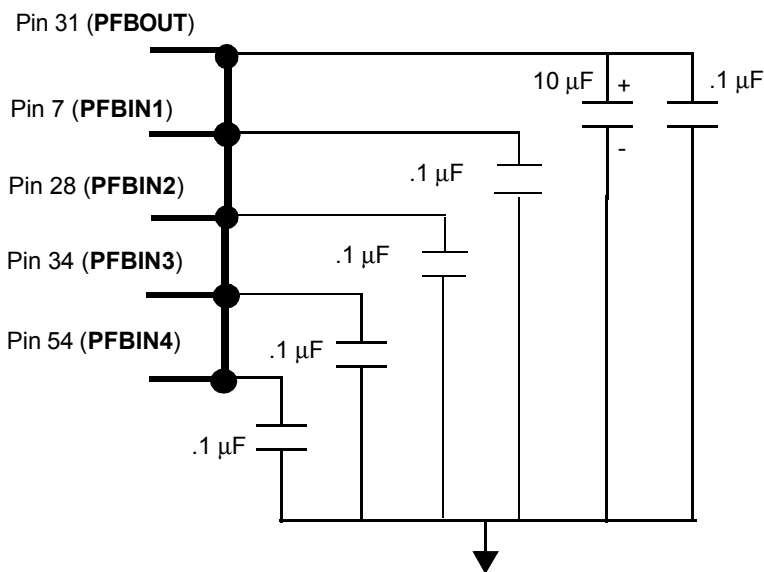 Pin 31 (PFBOUT)
10 μF + .1 μF
Pin 7 (PFBIN1)
-
.1 μF
Pin 28 (PFBIN2)
.1 μF
Pin 34 (PFBIN3)
Pin 54 (PFBIN4)
.1 μF
.1 μF